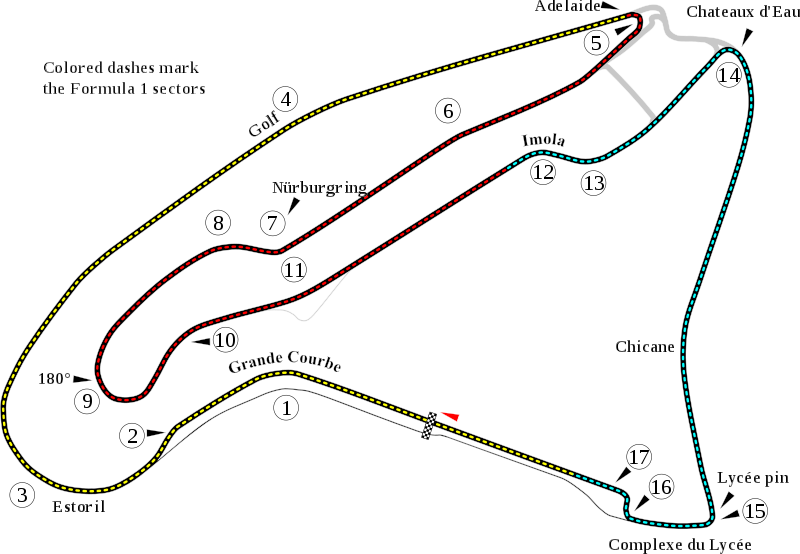 Adelaide
Chateaux d'Eau
5
14
Colored dashes mark
the Formula 1 sectors
4
Golf
6
Imola
12
13
Nürburgring
8
7
11
10
Grande Courbe
Chicane
180°
9
1
2
17
16
Lycée pin
15
3
Estoril
Complexe du Lycée